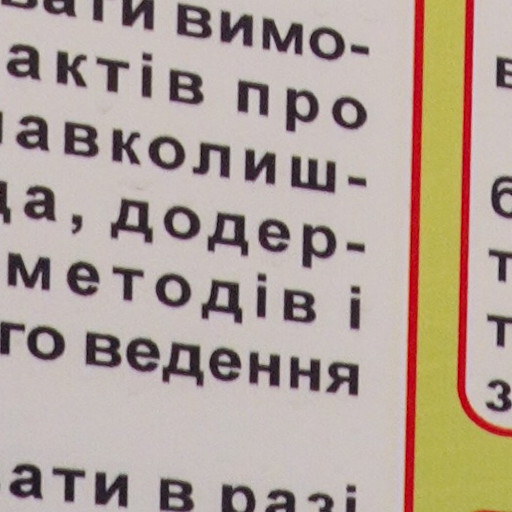 вати вимо-
актів про
навколиш-
да, додер-
методів і
го ведення
вати в разі
в
б
т
т
з